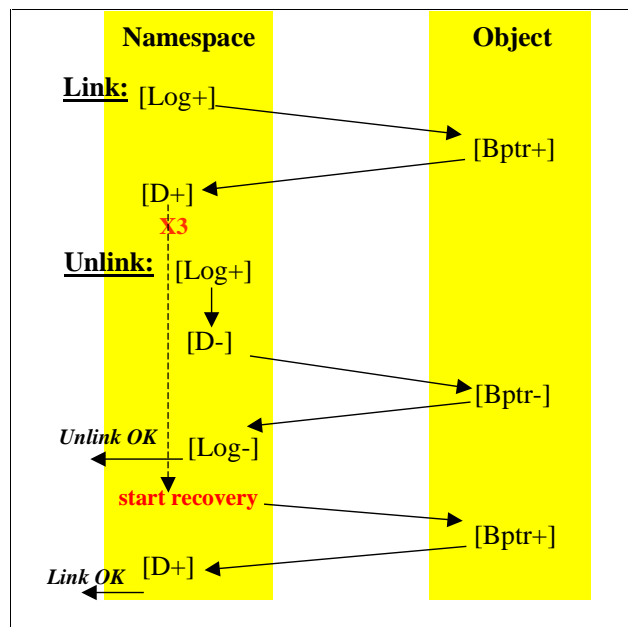 Namespace Object
Link: [Log+]
[Bptr+]
[D+]
X3
Unlink: [Log+]
[D-]
[Bptr-]
Unlink OK [Log-]
start recovery
[Bptr+]
Link OK [D+]